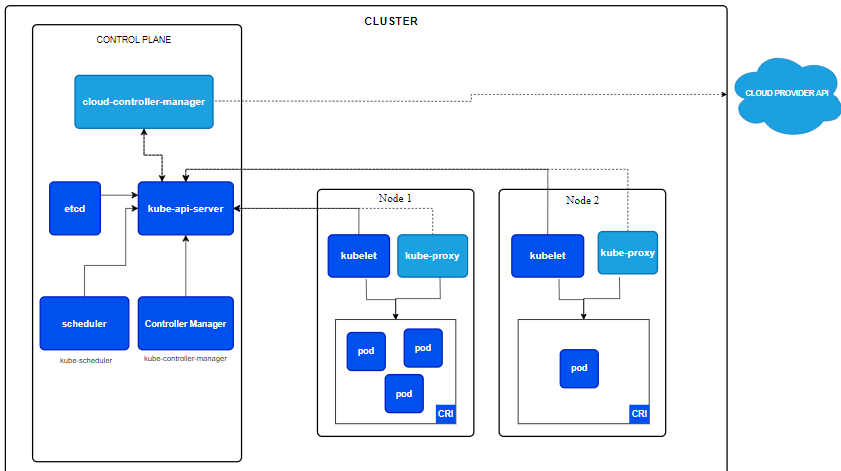 CLUSTER
CONTROL PLANE
cloud-controller-manager
CLOUD PROVIDER API
etcd
kube-api-server
scheduler
Controller Manager
kube-scheduler
kube-controller-manager
Node 1
kubelet
kube-proxy
pod
pod
pod
CRI
Node 2
kubelet
kube-proxy
pod
CRI